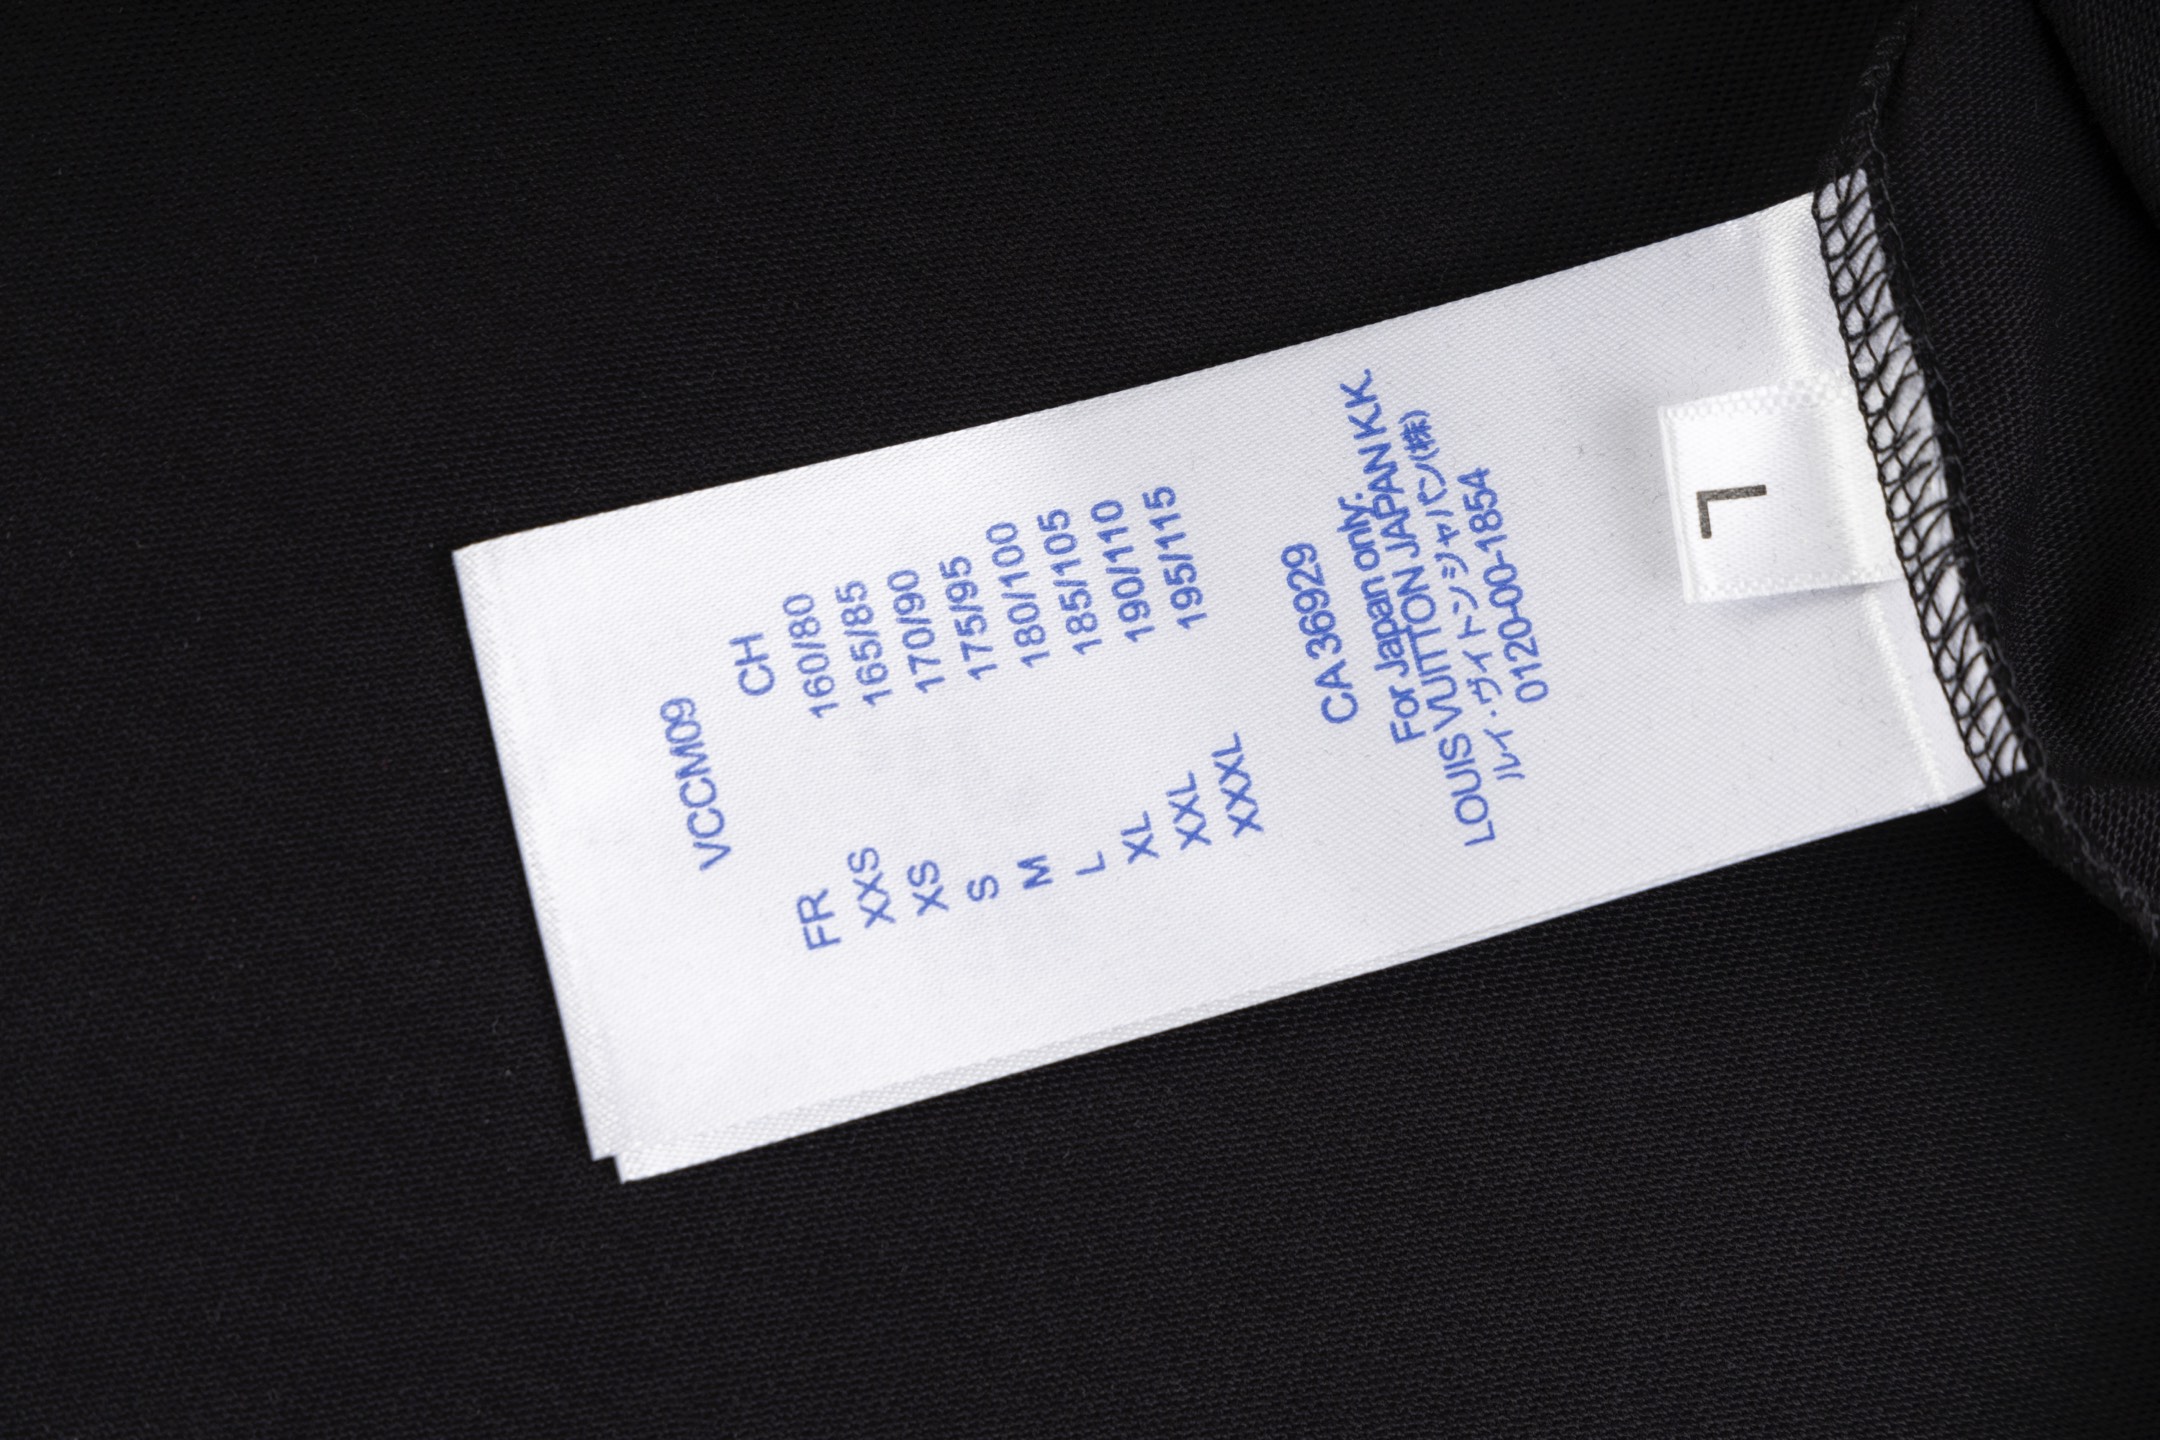 VCCM09
FR CH
XXS 160/80
XS 165/85
S 170/90
M 175/95
L 180/100
XL 185/105
XXL 190/110
XXXL 195/115
CA 36929
For Japan only:
LOUIS VUITTON JAPAN K.K.
ルイ・ヴィトンジャパン(株)
0120-00-1854
L